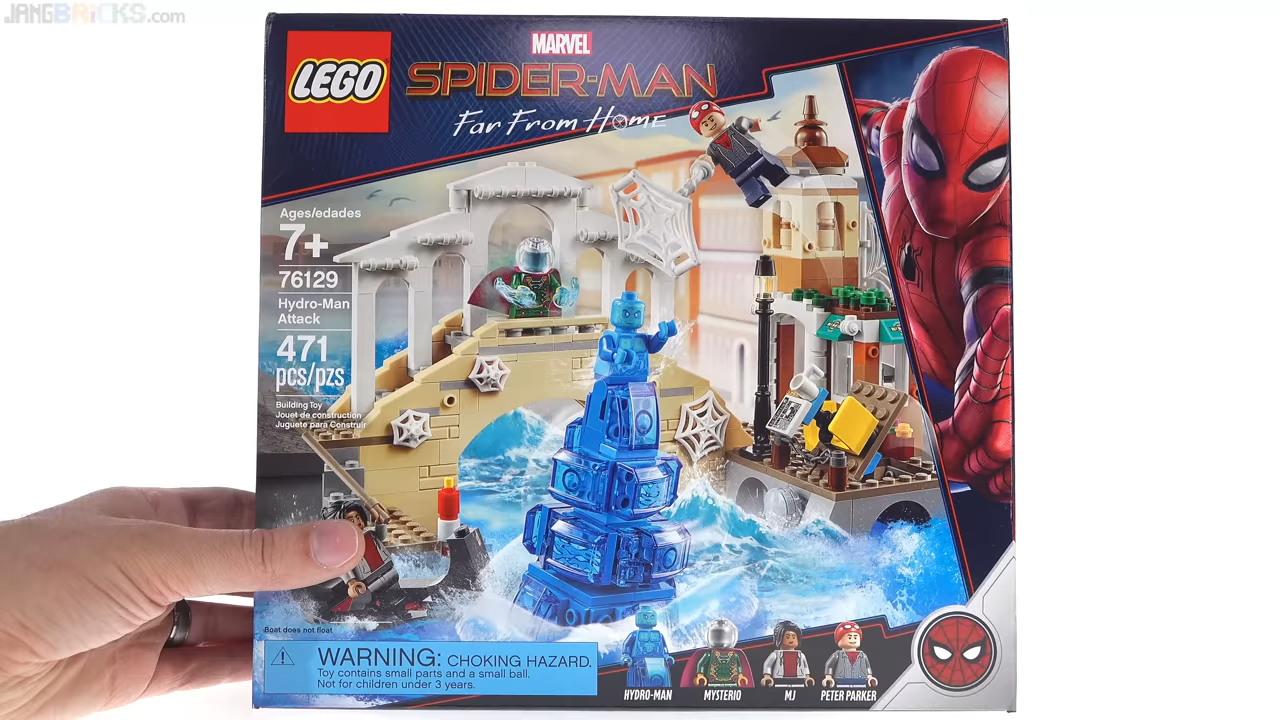 JANGBRiCKS.com
LEGO
MARVEL
SPIDER-MAN
Far From Home
Ages/edades
7+
76129
Hydro-Man
Attack
471
pcs/pzs
Building Toy
Jouet de construction
Juguete para Construir
Boat does not float
WARNING: CHOKING HAZARD.
Toy contains small parts and a small ball.
Not for children under 3 years.
HYDRO-MAN
MYSTERIO
MJ
PETER PARKER